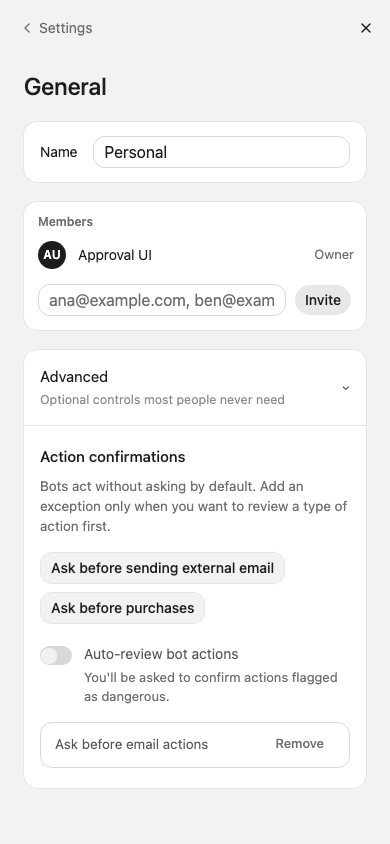 Settings
General
Name
Personal
Members
AU
Approval UI
Owner
ana@example.com, ben@exam
Invite
Advanced
Optional controls most people never need
Action confirmations
Bots act without asking by default. Add an
exception only when you want to review a type of
action first.
Ask before sending external email
Ask before purchases
Auto-review bot actions
You'll be asked to confirm actions flagged
as dangerous.
Ask before email actions
Remove